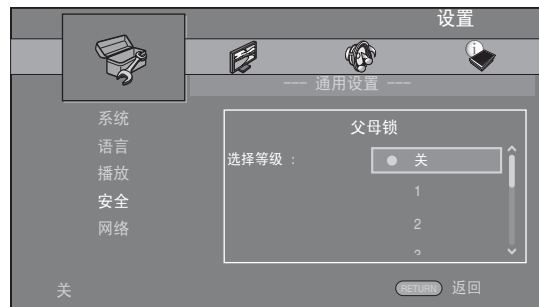 设置
--- 通用设置 ---
系统
语言
播放
安全
网络
父母锁
选择等级 :
关
1
2
关
RETURN 返回